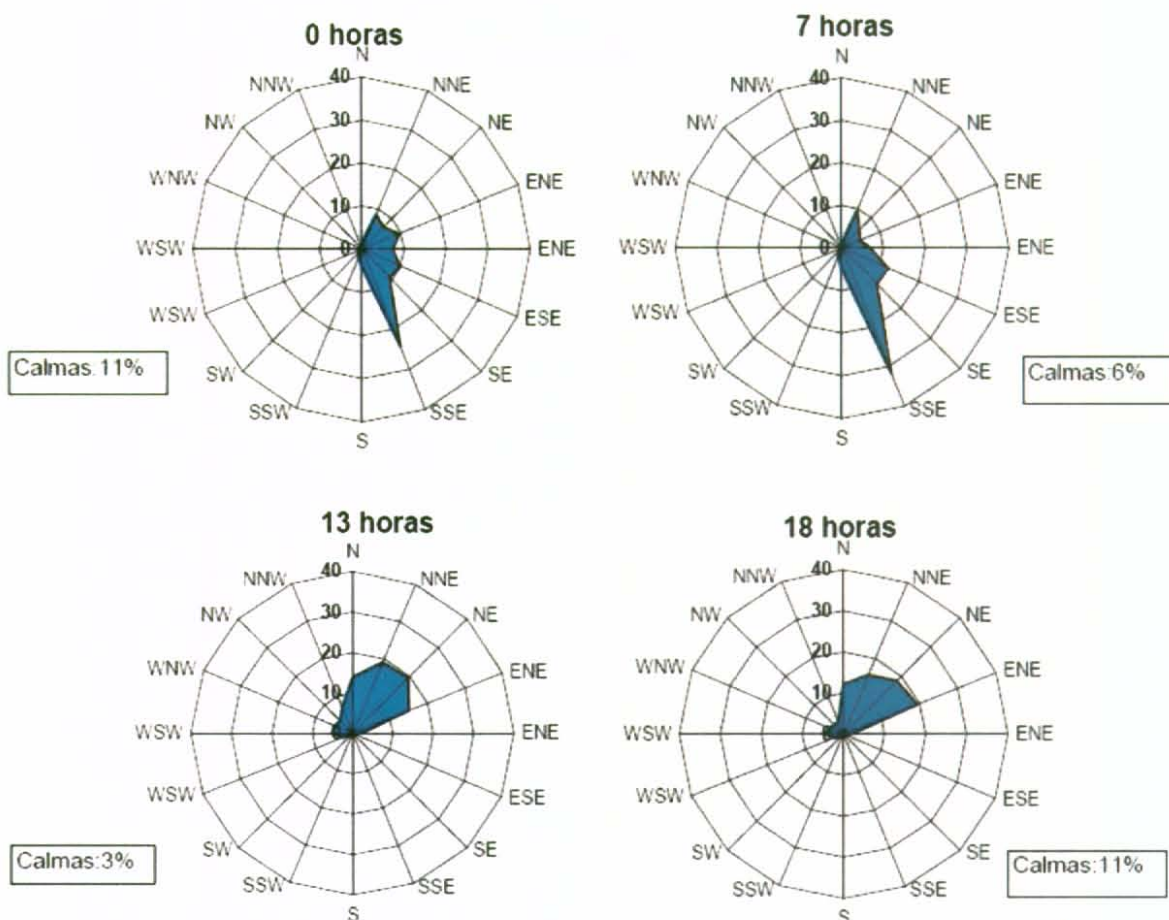 0 horas
N
NNE
NE
ENE
ENE
ESE
SE
SSE
S
SSW
SW
WSW
WSW
WNW
NW
NNW
40
30
20
10
0
Calmas:11%
7 horas
N
NNE
NE
ENE
ENE
ESE
SE
SSE
S
SSW
SW
WSW
WSW
WNW
NW
NNW
40
30
20
10
0
Calmas:6%
13 horas
N
NNE
NE
ENE
ENE
ESE
SE
SSE
S
SSW
SW
WSW
WSW
WNW
NW
NNW
40
30
20
10
Calmas:3%
18 horas
N
NNE
NE
ENE
ENE
ESE
SE
SSE
S
SSW
SW
WSW
WSW
WNW
NW
NNW
40
30
20
10
Calmas:11%